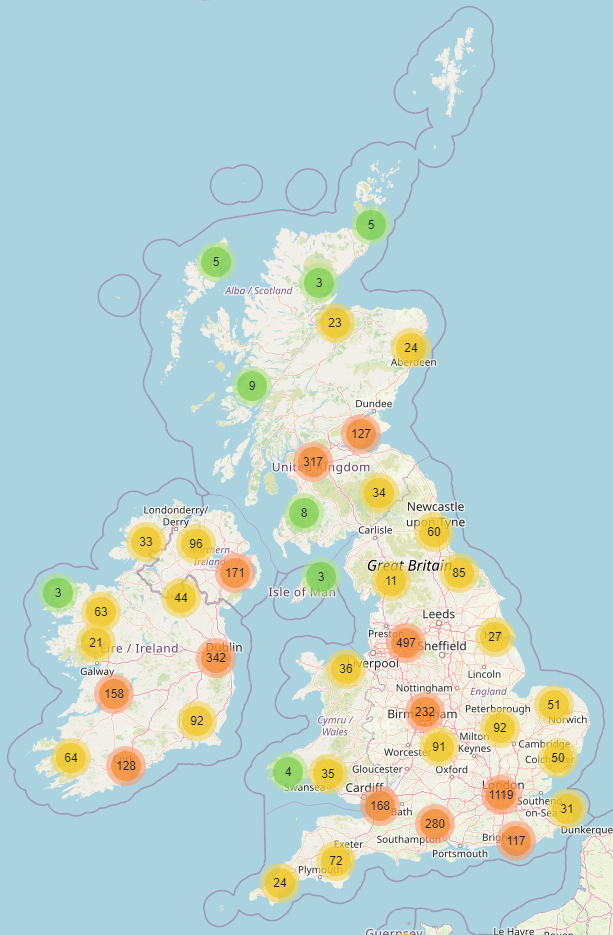 5
5
3
Alba / Scotland
23
24
Aberdeen
9
Dundee
127
317
United Kingdom
34
8
Newcastle
upon Tyne
60
Carlisle
Londonderry/
Derry
33
96
Northern
Ireland
171
3
Isle of Man
Great Britain
11
85
3
63
44
21
Éire / Ireland
Galway
Dublin
342
Leeds
27
Preston
497
Sheffield
Liverpool
36
Lincoln
England
Nottingham
158
92
Cymru /
Wales
Birmingham
232
Peterborough
51
Norwich
92
Worcester
91
Milton
Keynes
Cambridge
Colchester
50
64
128
4
35
Swansea
Gloucester
Oxford
Cardiff
168
Bath
London
1119
Southend-
on-Sea
31
280
Southampton
Portsmouth
Brighton
117
Dunkerque
Exeter
72
Plymouth
24
Guernsey
Le Havre
Rouen